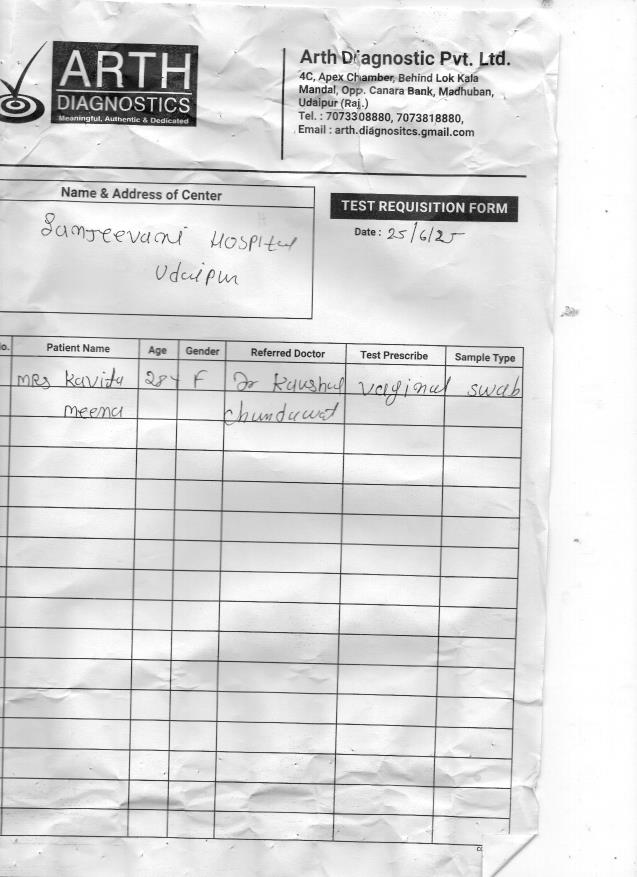 ARTH
DIAGNOSTICS
Meaningful, Authentic & Dedicated
Arth Diagnostic Pvt. Ltd.
4C, Apex Chamber, Behind Lok Kala
Mandal, Opp. Canara Bank, Madhuban,
Udaipur (Raj.)
Tel. : 7073308880, 7073818880,
Email : arth.diagnositcs.gmail.com
Name & Address of Center
Sanjeevani Hospital
Udaipur
TEST REQUISITION FORM
Date : 25/6/25
o. Patient Name Age Gender Referred Doctor Test Prescribe Sample Type
Mrs Kavita 28 Y F Dr Kaushal vaginal swab
meena Chundawat